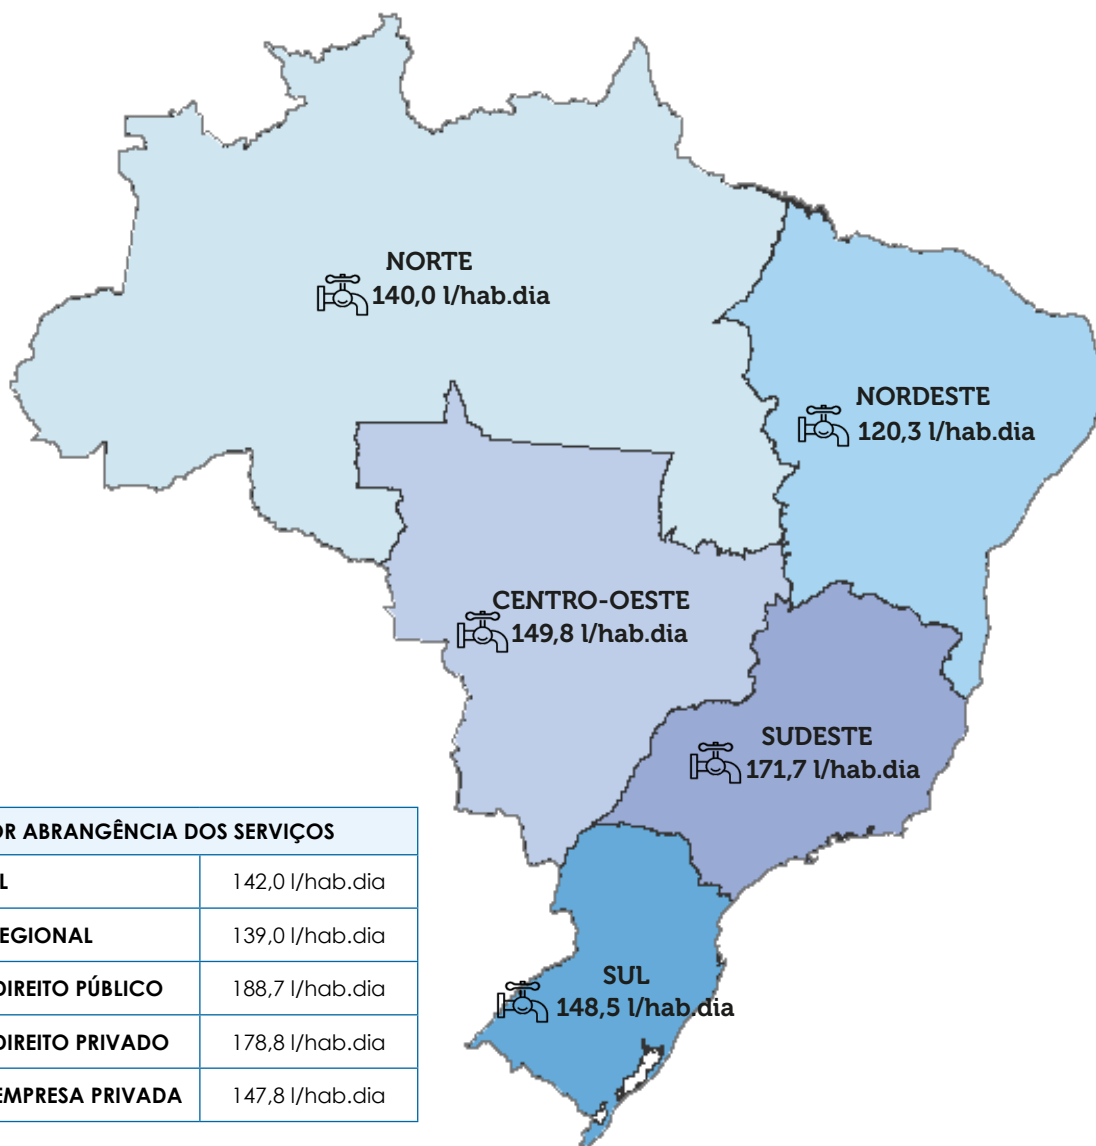 NORTE
140,0 l/hab.dia
NORDESTE
120,3 l/hab.dia
CENTRO-OESTE
149,8 l/hab.dia
SUDESTE
171,7 l/hab.dia
SUL
148,5 l/hab.dia
OR ABRANGÊNCIA DOS SERVIÇOS
L 142,0 l/hab.dia
EGIONAL 139,0 l/hab.dia
DIREITO PÚBLICO 188,7 l/hab.dia
DIREITO PRIVADO 178,8 l/hab.dia
EMPRESA PRIVADA 147,8 l/hab.dia